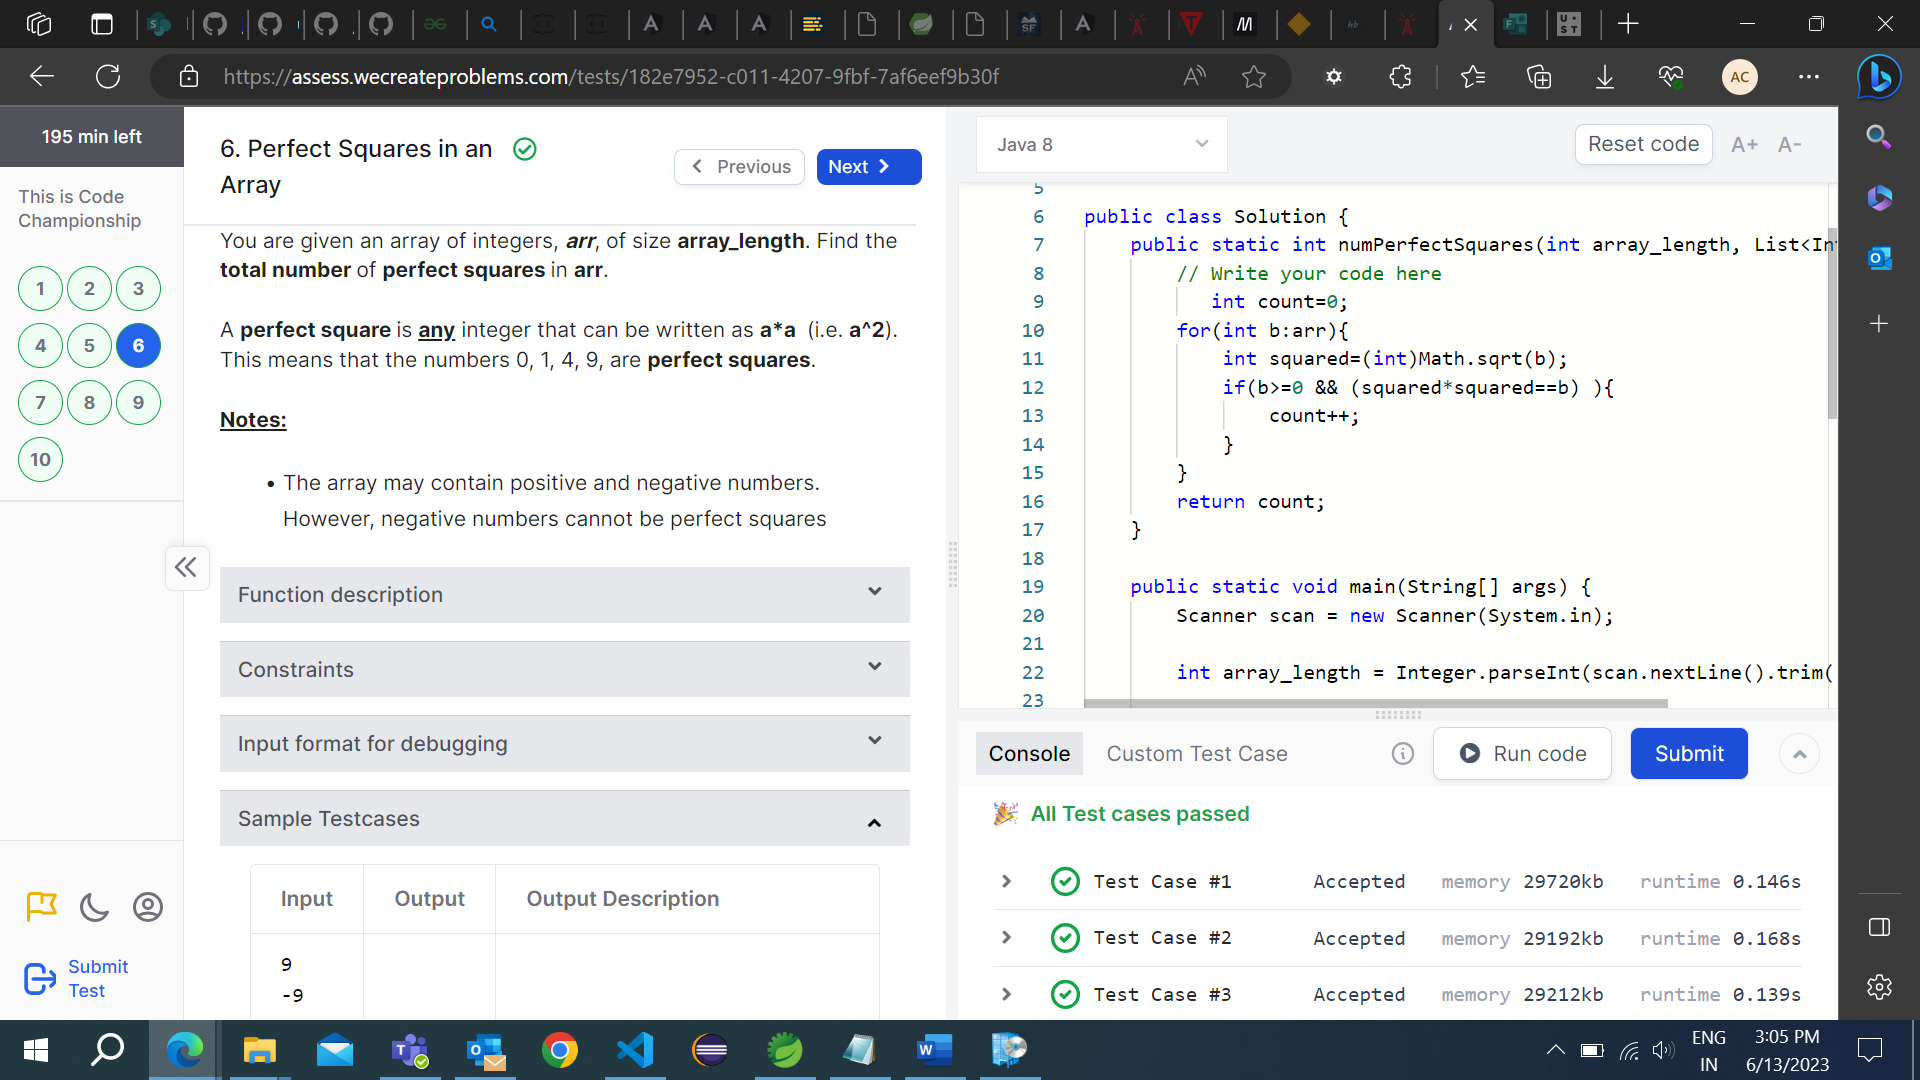 https://assess.wecreateproblems.com/tests/182e7952-c011-4207-9fbf-7af6eef9b30f
AC
195 min left
This is Code
Championship
1 2 3
4 5 6
7 8 9
10
Submit
Test
6. Perfect Squares in an
Array
Previous
Next
You are given an array of integers, arr, of size array_length. Find the
total number of perfect squares in arr.
A perfect square is any integer that can be written as a*a (i.e. a^2).
This means that the numbers 0, 1, 4, 9, are perfect squares.
Notes:
• The array may contain positive and negative numbers.
However, negative numbers cannot be perfect squares
Function description
Constraints
Input format for debugging
Sample Testcases
Input Output Output Description
9
-9
Java 8
Reset code
A+ A-
5
6 public class Solution {
7 public static int numPerfectSquares(int array_length, List<In
8 // Write your code here
9 int count=0;
10 for(int b:arr){
11 int squared=(int)Math.sqrt(b);
12 if(b>=0 && (squared*squared==b) ){
13 count++;
14 }
15 }
16 return count;
17 }
18
19 public static void main(String[] args) {
20 Scanner scan = new Scanner(System.in);
21
22 int array_length = Integer.parseInt(scan.nextLine().trim(
23
Console
Custom Test Case
Run code
Submit
All Test cases passed
Test Case #1 Accepted memory 29720kb runtime 0.146s
Test Case #2 Accepted memory 29192kb runtime 0.168s
Test Case #3 Accepted memory 29212kb runtime 0.139s
ENG
IN
3:05 PM
6/13/2023